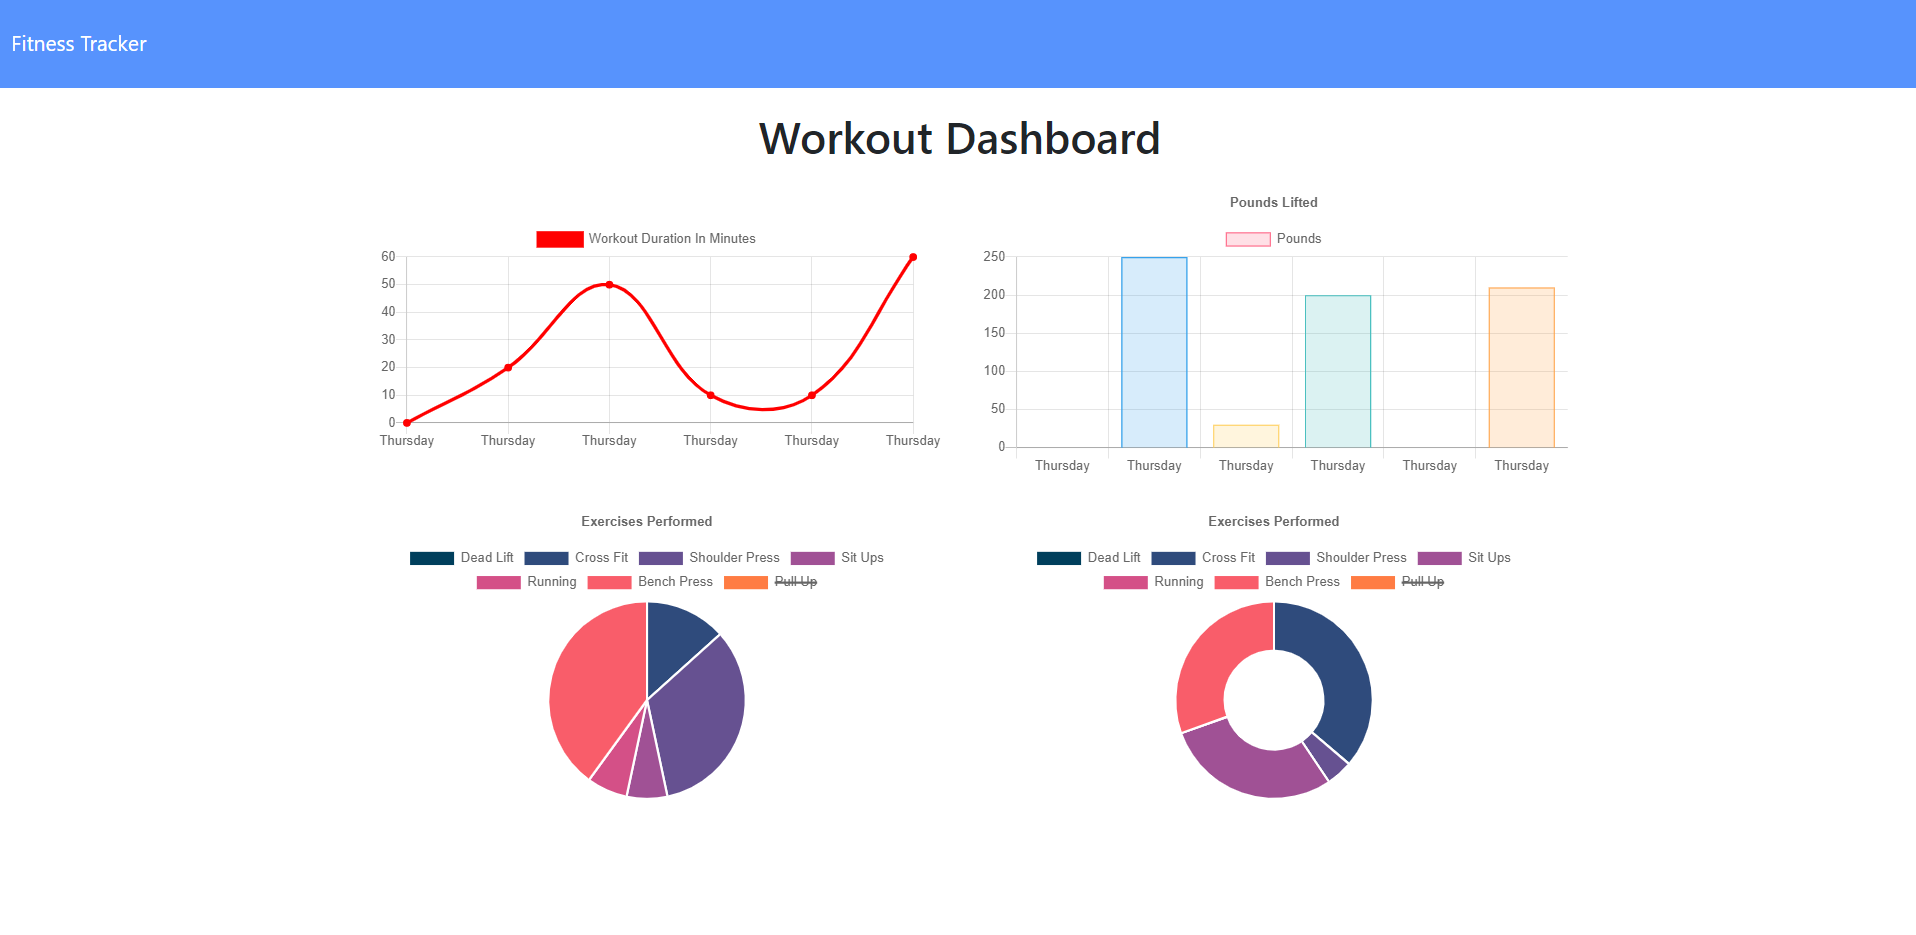 Fitness Tracker
Workout Dashboard
Workout Duration In Minutes
60
50
40
30
20
10
0
Thursday Thursday Thursday Thursday Thursday Thursday
Pounds Lifted
Pounds
250
200
150
100
50
0
Thursday Thursday Thursday Thursday Thursday Thursday
Exercises Performed
Dead Lift Cross Fit Shoulder Press Sit Ups
Running Bench Press Pull Up
Exercises Performed
Dead Lift Cross Fit Shoulder Press Sit Ups
Running Bench Press Pull Up